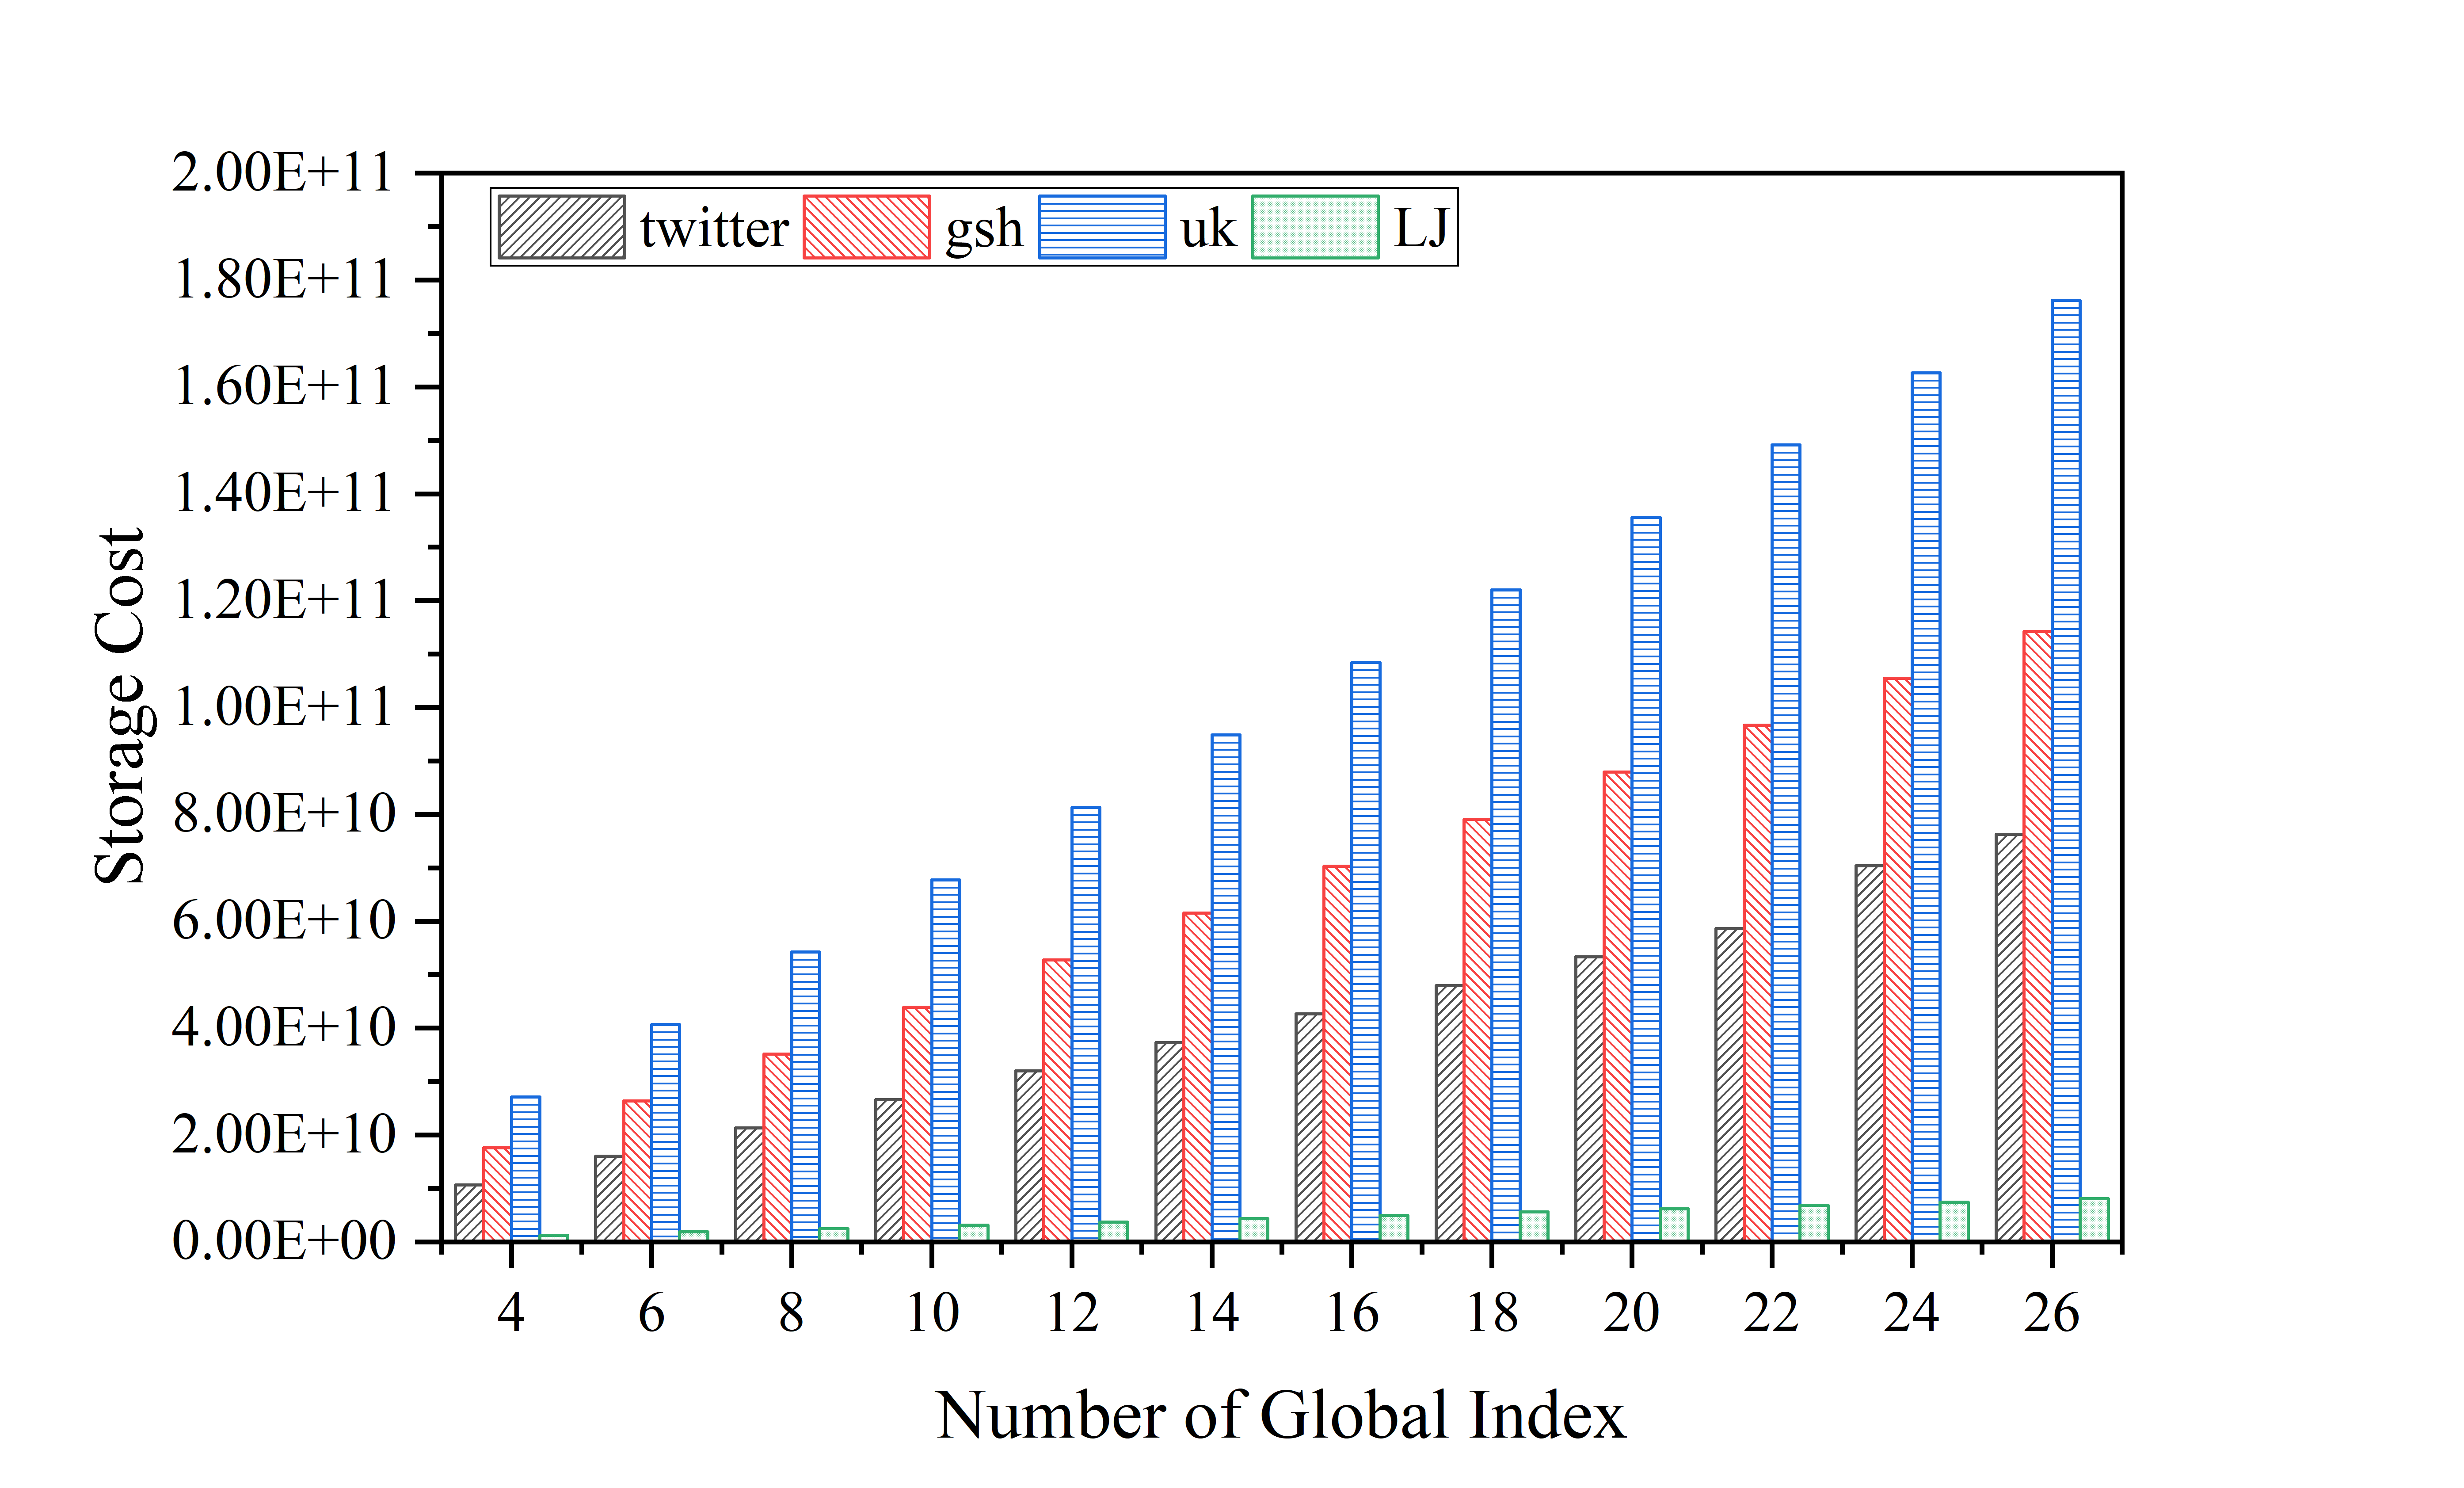 2.00E+11
1.80E+11
1.60E+11
1.40E+11
1.20E+11
1.00E+11
8.00E+10
6.00E+10
4.00E+10
2.00E+10
0.00E+00
Storage Cost
twitter gsh uk LJ
4 6 8 10 12 14 16 18 20 22 24 26
Number of Global Index